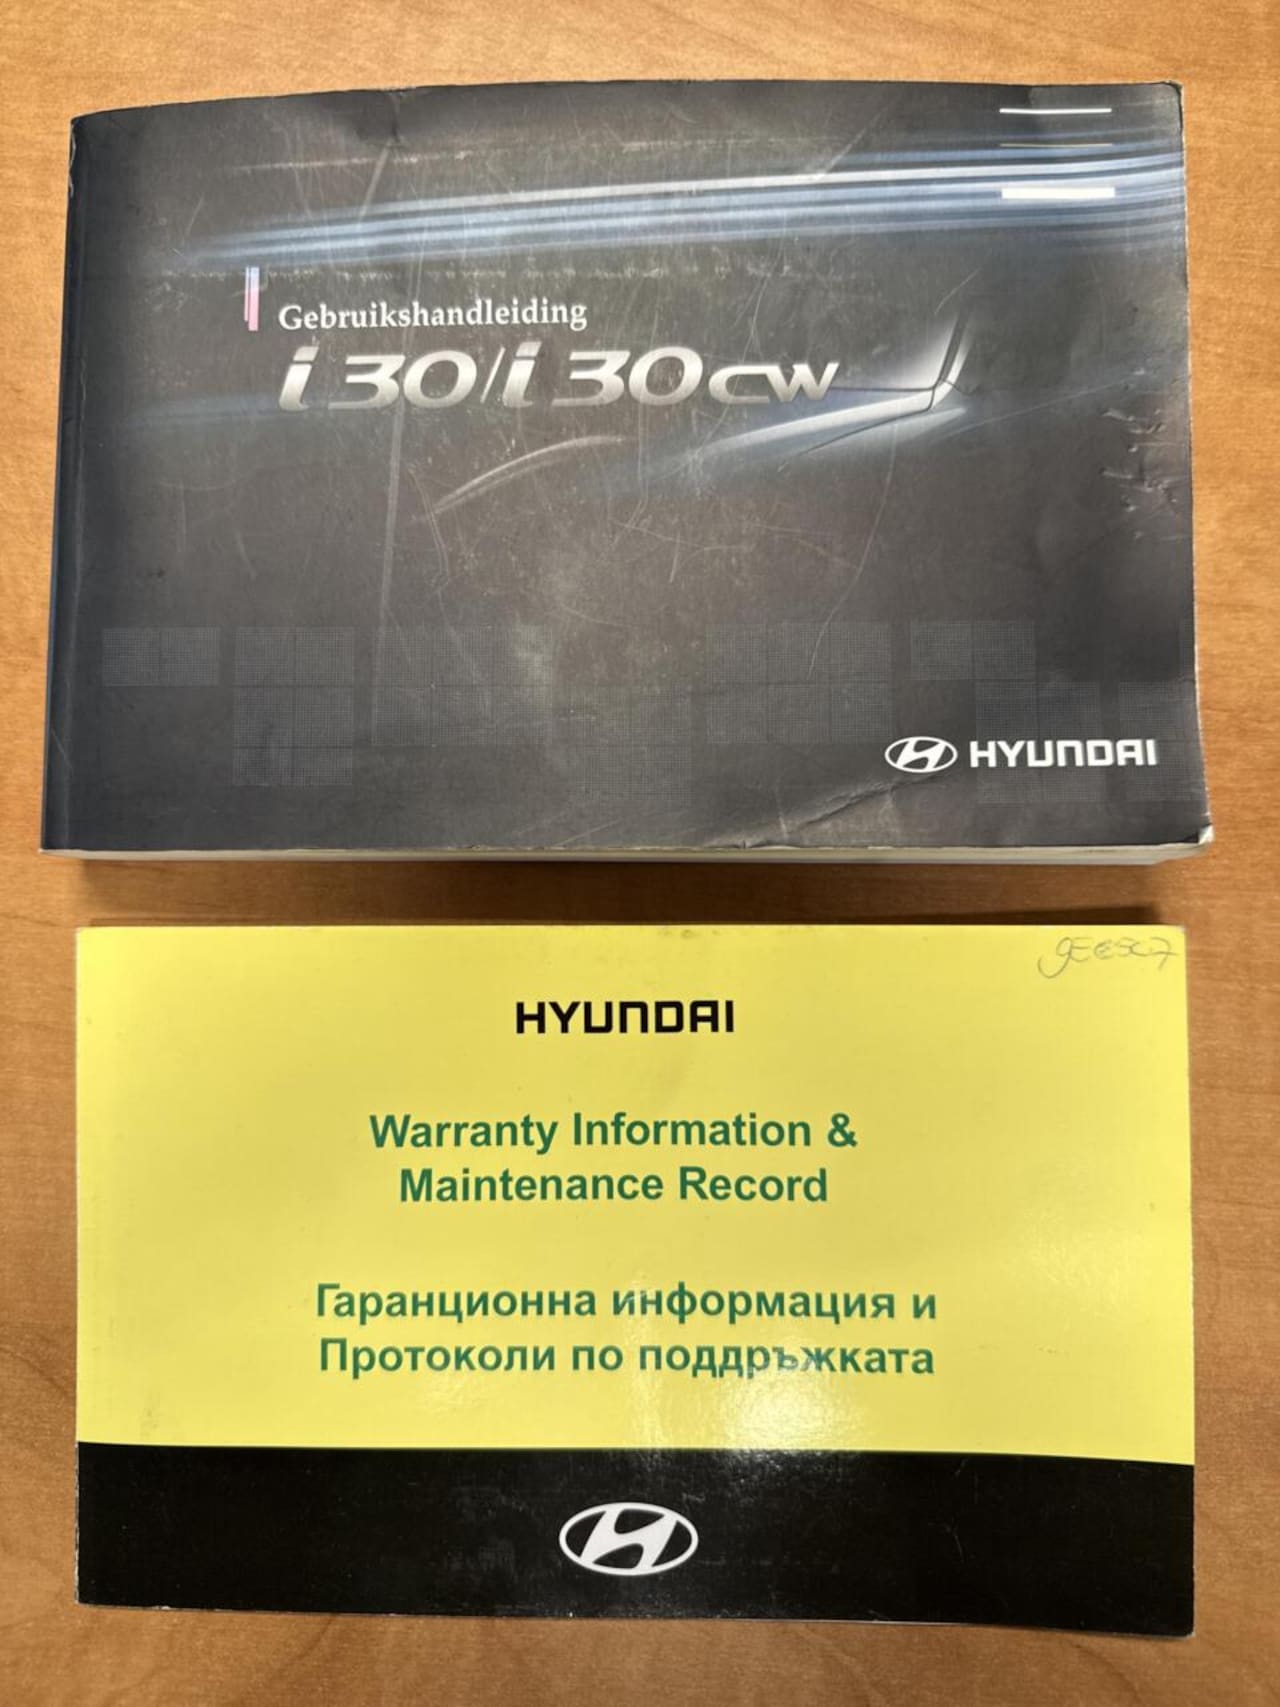 Gebruikshandleiding
i30/i30cw
HYUNDAI
HYUNDAI
Warranty Information &
Maintenance Record
Гаранционна информация и
Протоколи по поддръжката